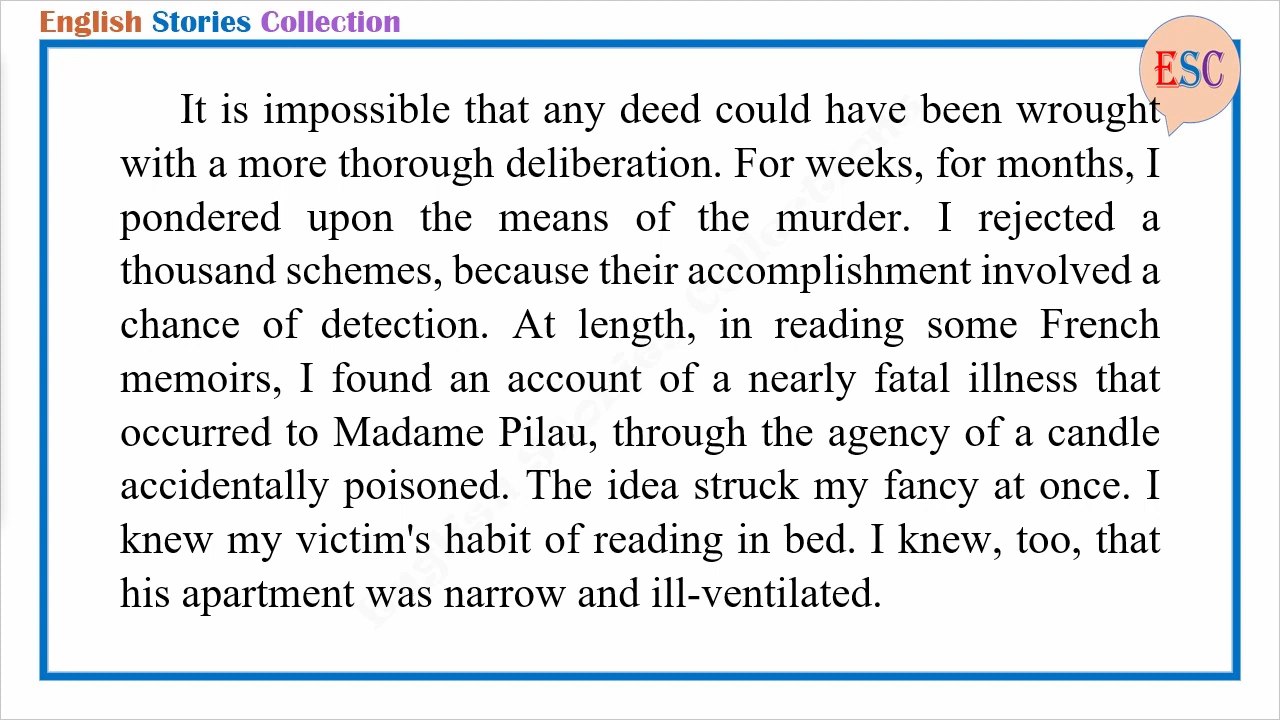 English Stories Collection
ESC
It is impossible that any deed could have been wrought
with a more thorough deliberation. For weeks, for months, I
pondered upon the means of the murder. I rejected a
thousand schemes, because their accomplishment involved a
chance of detection. At length, in reading some French
memoirs, I found an account of a nearly fatal illness that
occurred to Madame Pilau, through the agency of a candle
accidentally poisoned. The idea struck my fancy at once. I
knew my victim's habit of reading in bed. I knew, too, that
his apartment was narrow and ill-ventilated.
English Stories Collection